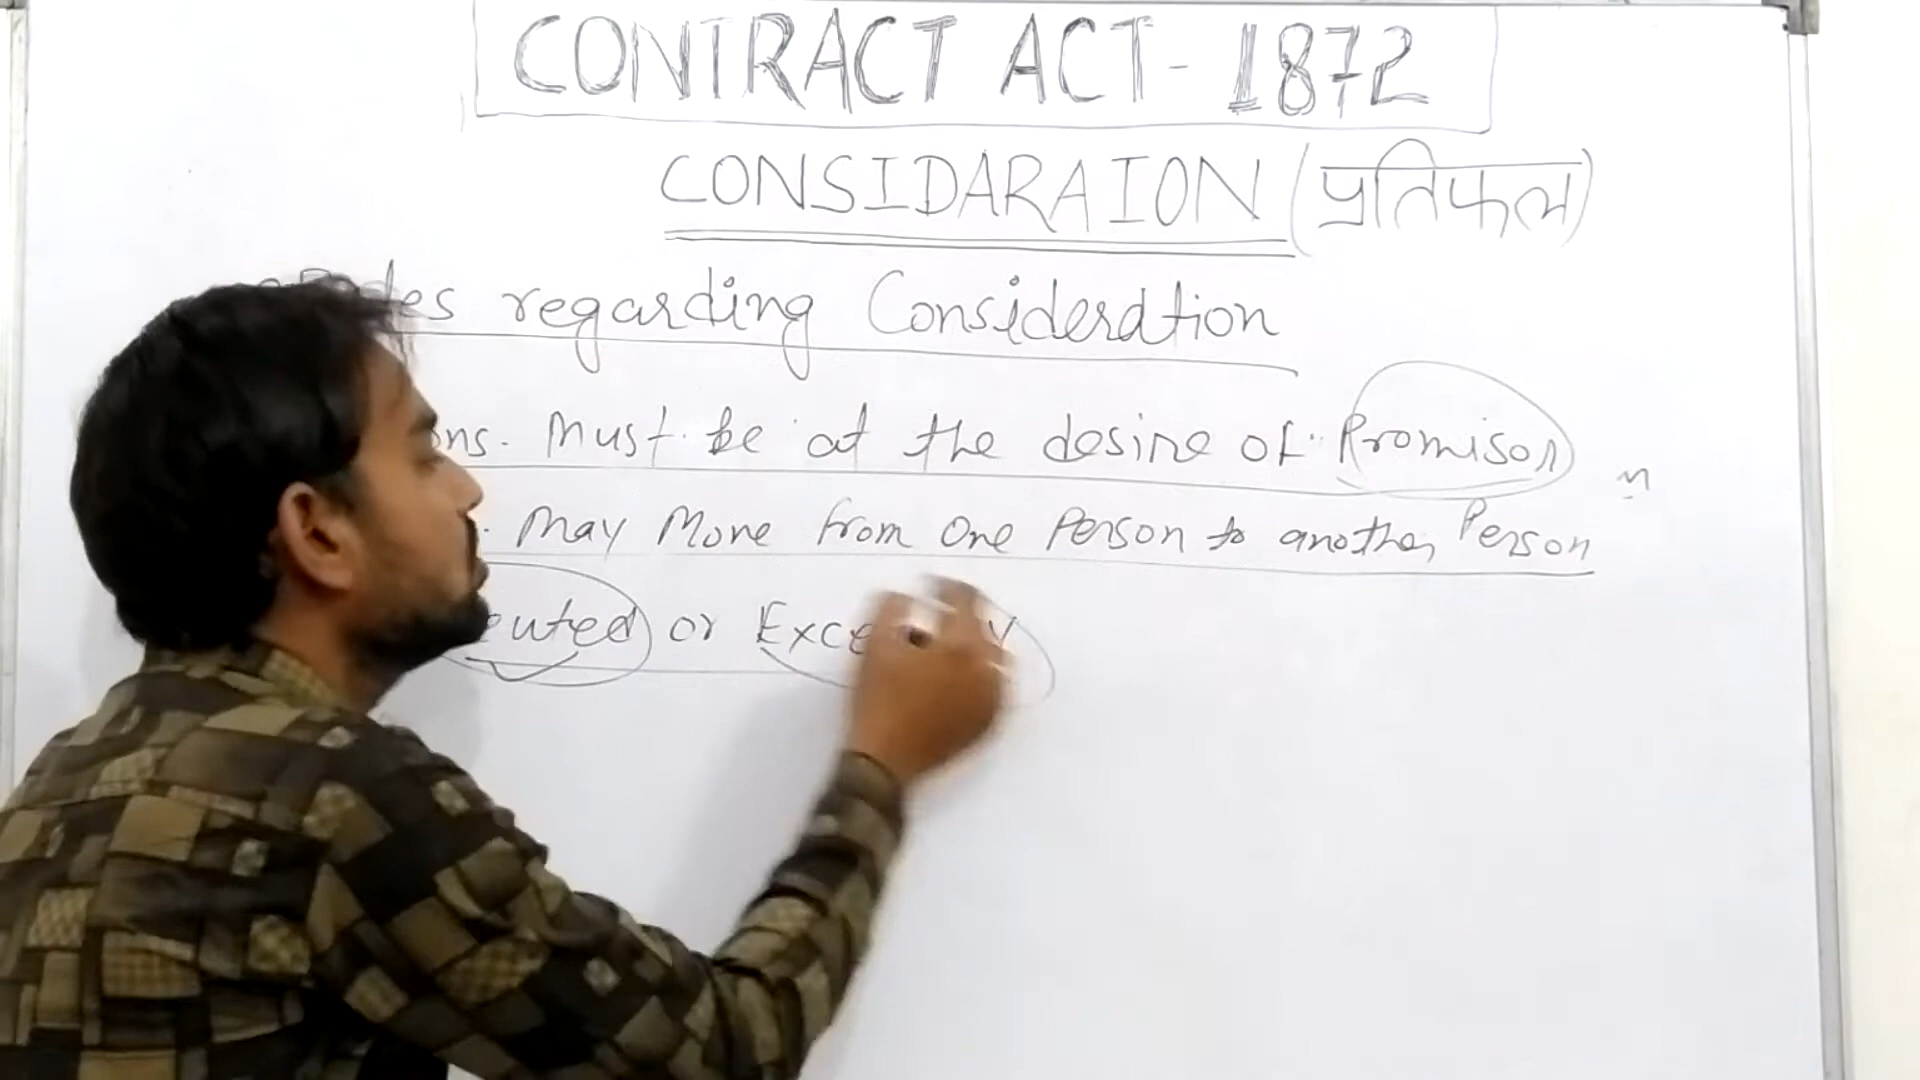 CONTRACT ACT - 1872
CONSIDARAION (प्रतिफल)
regarding Consideration
Must be at the desire of Promisor
May Move from One Person to another Person
or